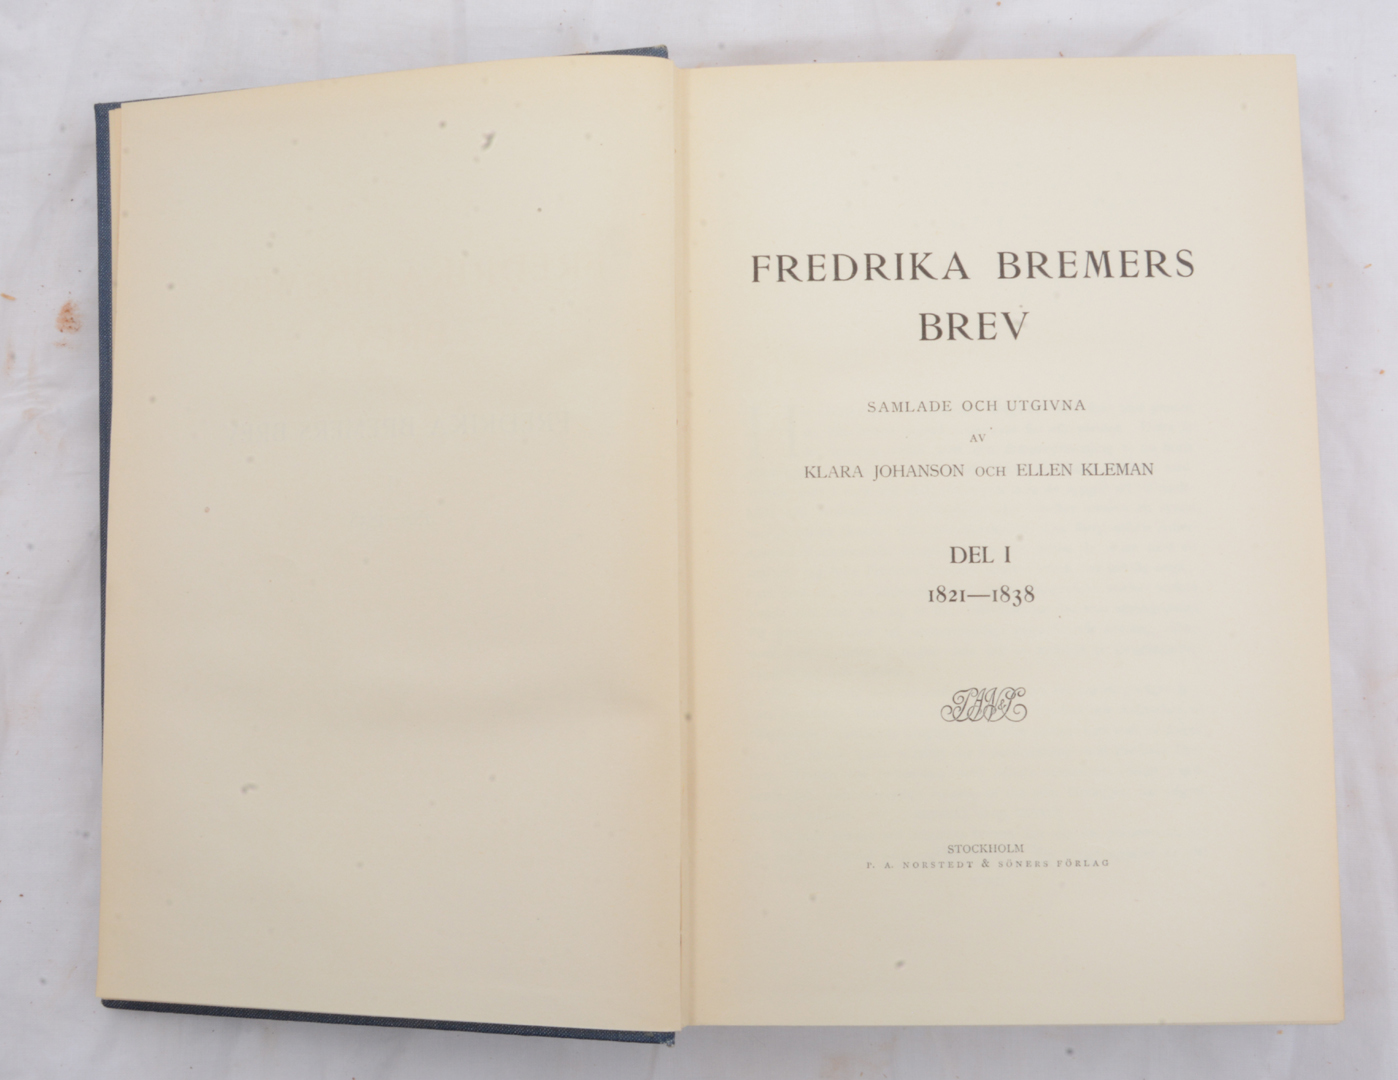 FREDRIKA BREMERS
BREV
SAMLADE OCH UTGIVNA
AV
KLARA JOHANSON OCH ELLEN KLEMAN
DEL I
1821—1838
STOCKHOLM
P. A. NORSTEDT & SÖNERS FÖRLAG